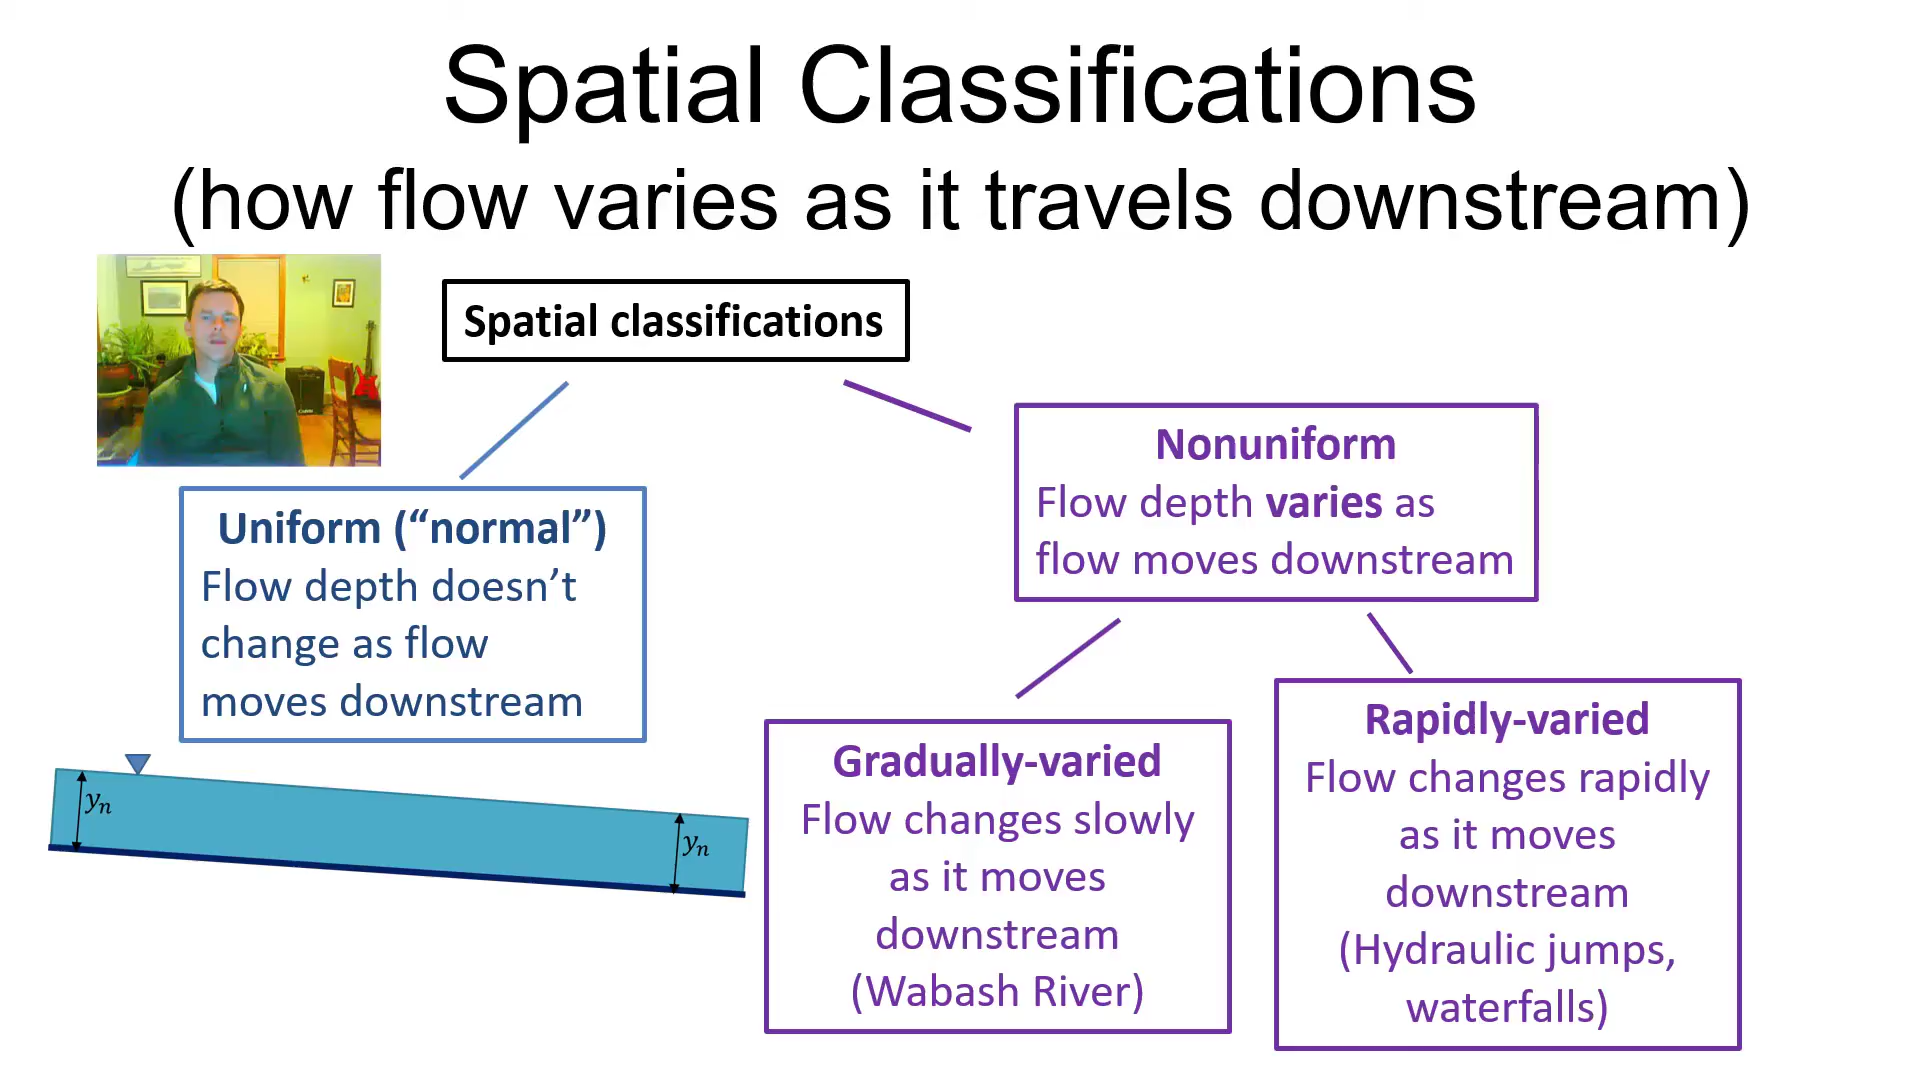 Spatial Classifications
(how flow varies as it travels downstream)
Spatial classifications
Uniform (“normal”)
Flow depth doesn’t
change as flow
moves downstream
Nonuniform
Flow depth varies as
flow moves downstream
Gradually-varied
Flow changes slowly
as it moves
downstream
(Wabash River)
Rapidly-varied
Flow changes rapidly
as it moves
downstream
(Hydraulic jumps,
waterfalls)
yₙ
yₙ